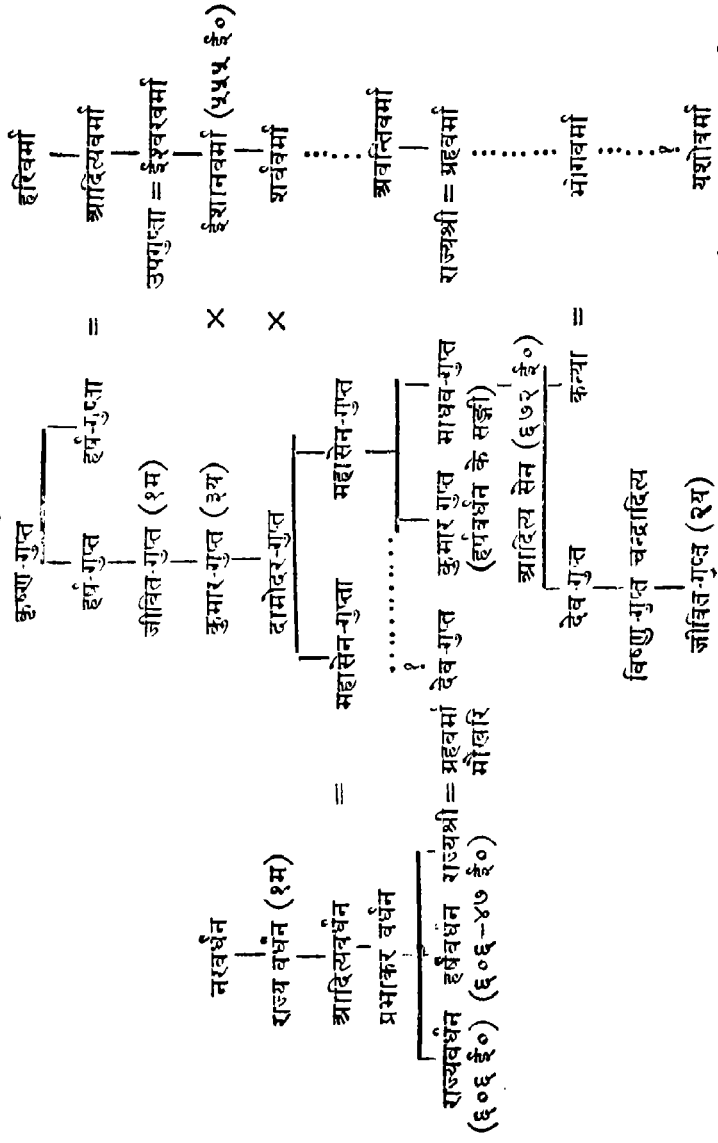 कृष्ण-गुप्त हरिवर्मा
हर्ष-गुप्त हर्ष-गुप्ता = आदित्यवर्मा
जीवित-गुप्त (१म) उपगुप्ता = ईश्वरवर्मा
नरवर्धन कुमार-गुप्त (३य) × ईशानवर्मा (५५५ ई०)
राज्य वर्धन (१म) दामोदर-गुप्त × शर्ववर्मा
आदित्यवर्धन
प्रभाकर वर्धन = महासेन-गुप्ता महासेन-गुप्त अवन्तिवर्मा
राज्यवर्धन हर्षवर्धन राज्यश्री = ग्रहवर्मा ? देव-गुप्त कुमार गुप्त माधव-गुप्त राज्यश्री = ग्रहवर्मा
(६०६ ई०) (६०६-४७ ई०) मौखरि (हर्षवर्धन के सङ्गी)
आदित्य सेन (६७२ ई०)
देव-गुप्त कन्या = भोगवर्मा
विष्णु-गुप्त चन्द्रादित्य ?
जीवित-गुप्त (२य) यशोवर्मा